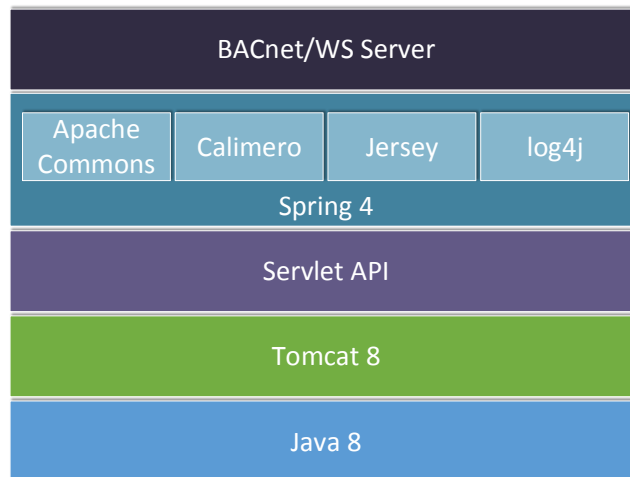 BACnet/WS Server
Apache
Commons
Calimero
Jersey
log4j
Spring 4
Servlet API
Tomcat 8
Java 8